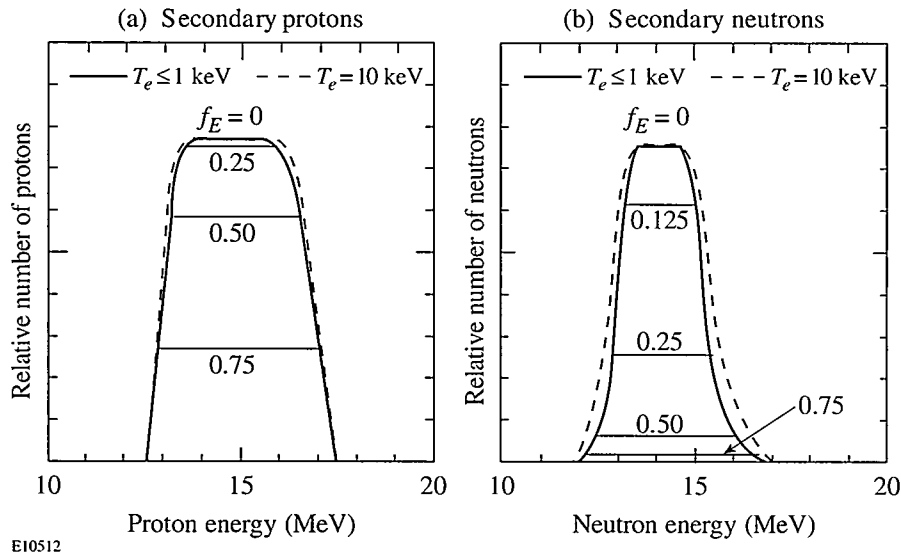 (a) Secondary protons
T_e ≤ 1 keV
T_e = 10 keV
f_E = 0
0.25
0.50
0.75
Relative number of protons
10
15
20
Proton energy (MeV)
(b) Secondary neutrons
T_e ≤ 1 keV
T_e = 10 keV
f_E = 0
0.125
0.25
0.50
0.75
Relative number of neutrons
10
15
20
Neutron energy (MeV)
E10512